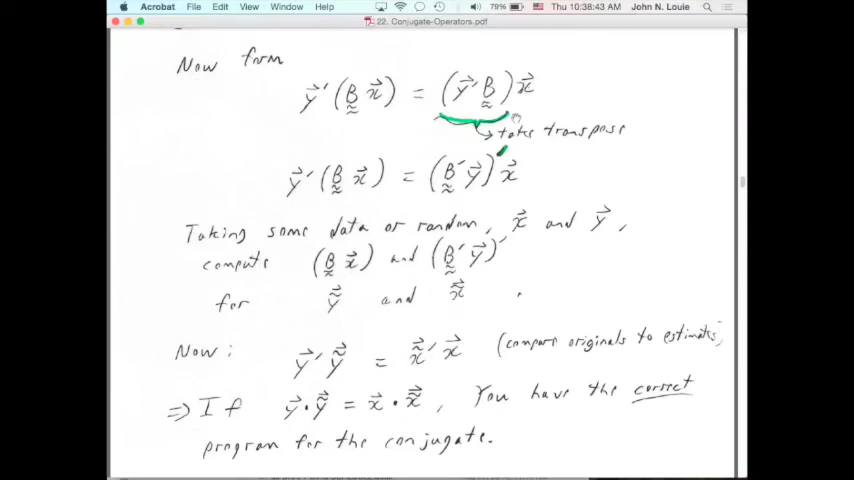 Acrobat File Edit View Window Help 79% Thu 10:38:43 AM John N. Louie
22. Conjugate-Operators.pdf
Now form
y⃗′(B x⃗) = (y⃗′B)x⃗
↳ take transpose
y⃗′(B x⃗) = (B′y⃗)′x⃗
Taking some data or random, x⃗ and y⃗,
compute (B x⃗) and (B′y⃗)′
for ỹ⃗ and x̃⃗.
Now: y⃗′ỹ⃗ = x̃⃗′x⃗ (compare originals to estimates)
⇒ If y⃗·ỹ⃗ = x⃗·x̃⃗, You have the correct
program for the conjugate.